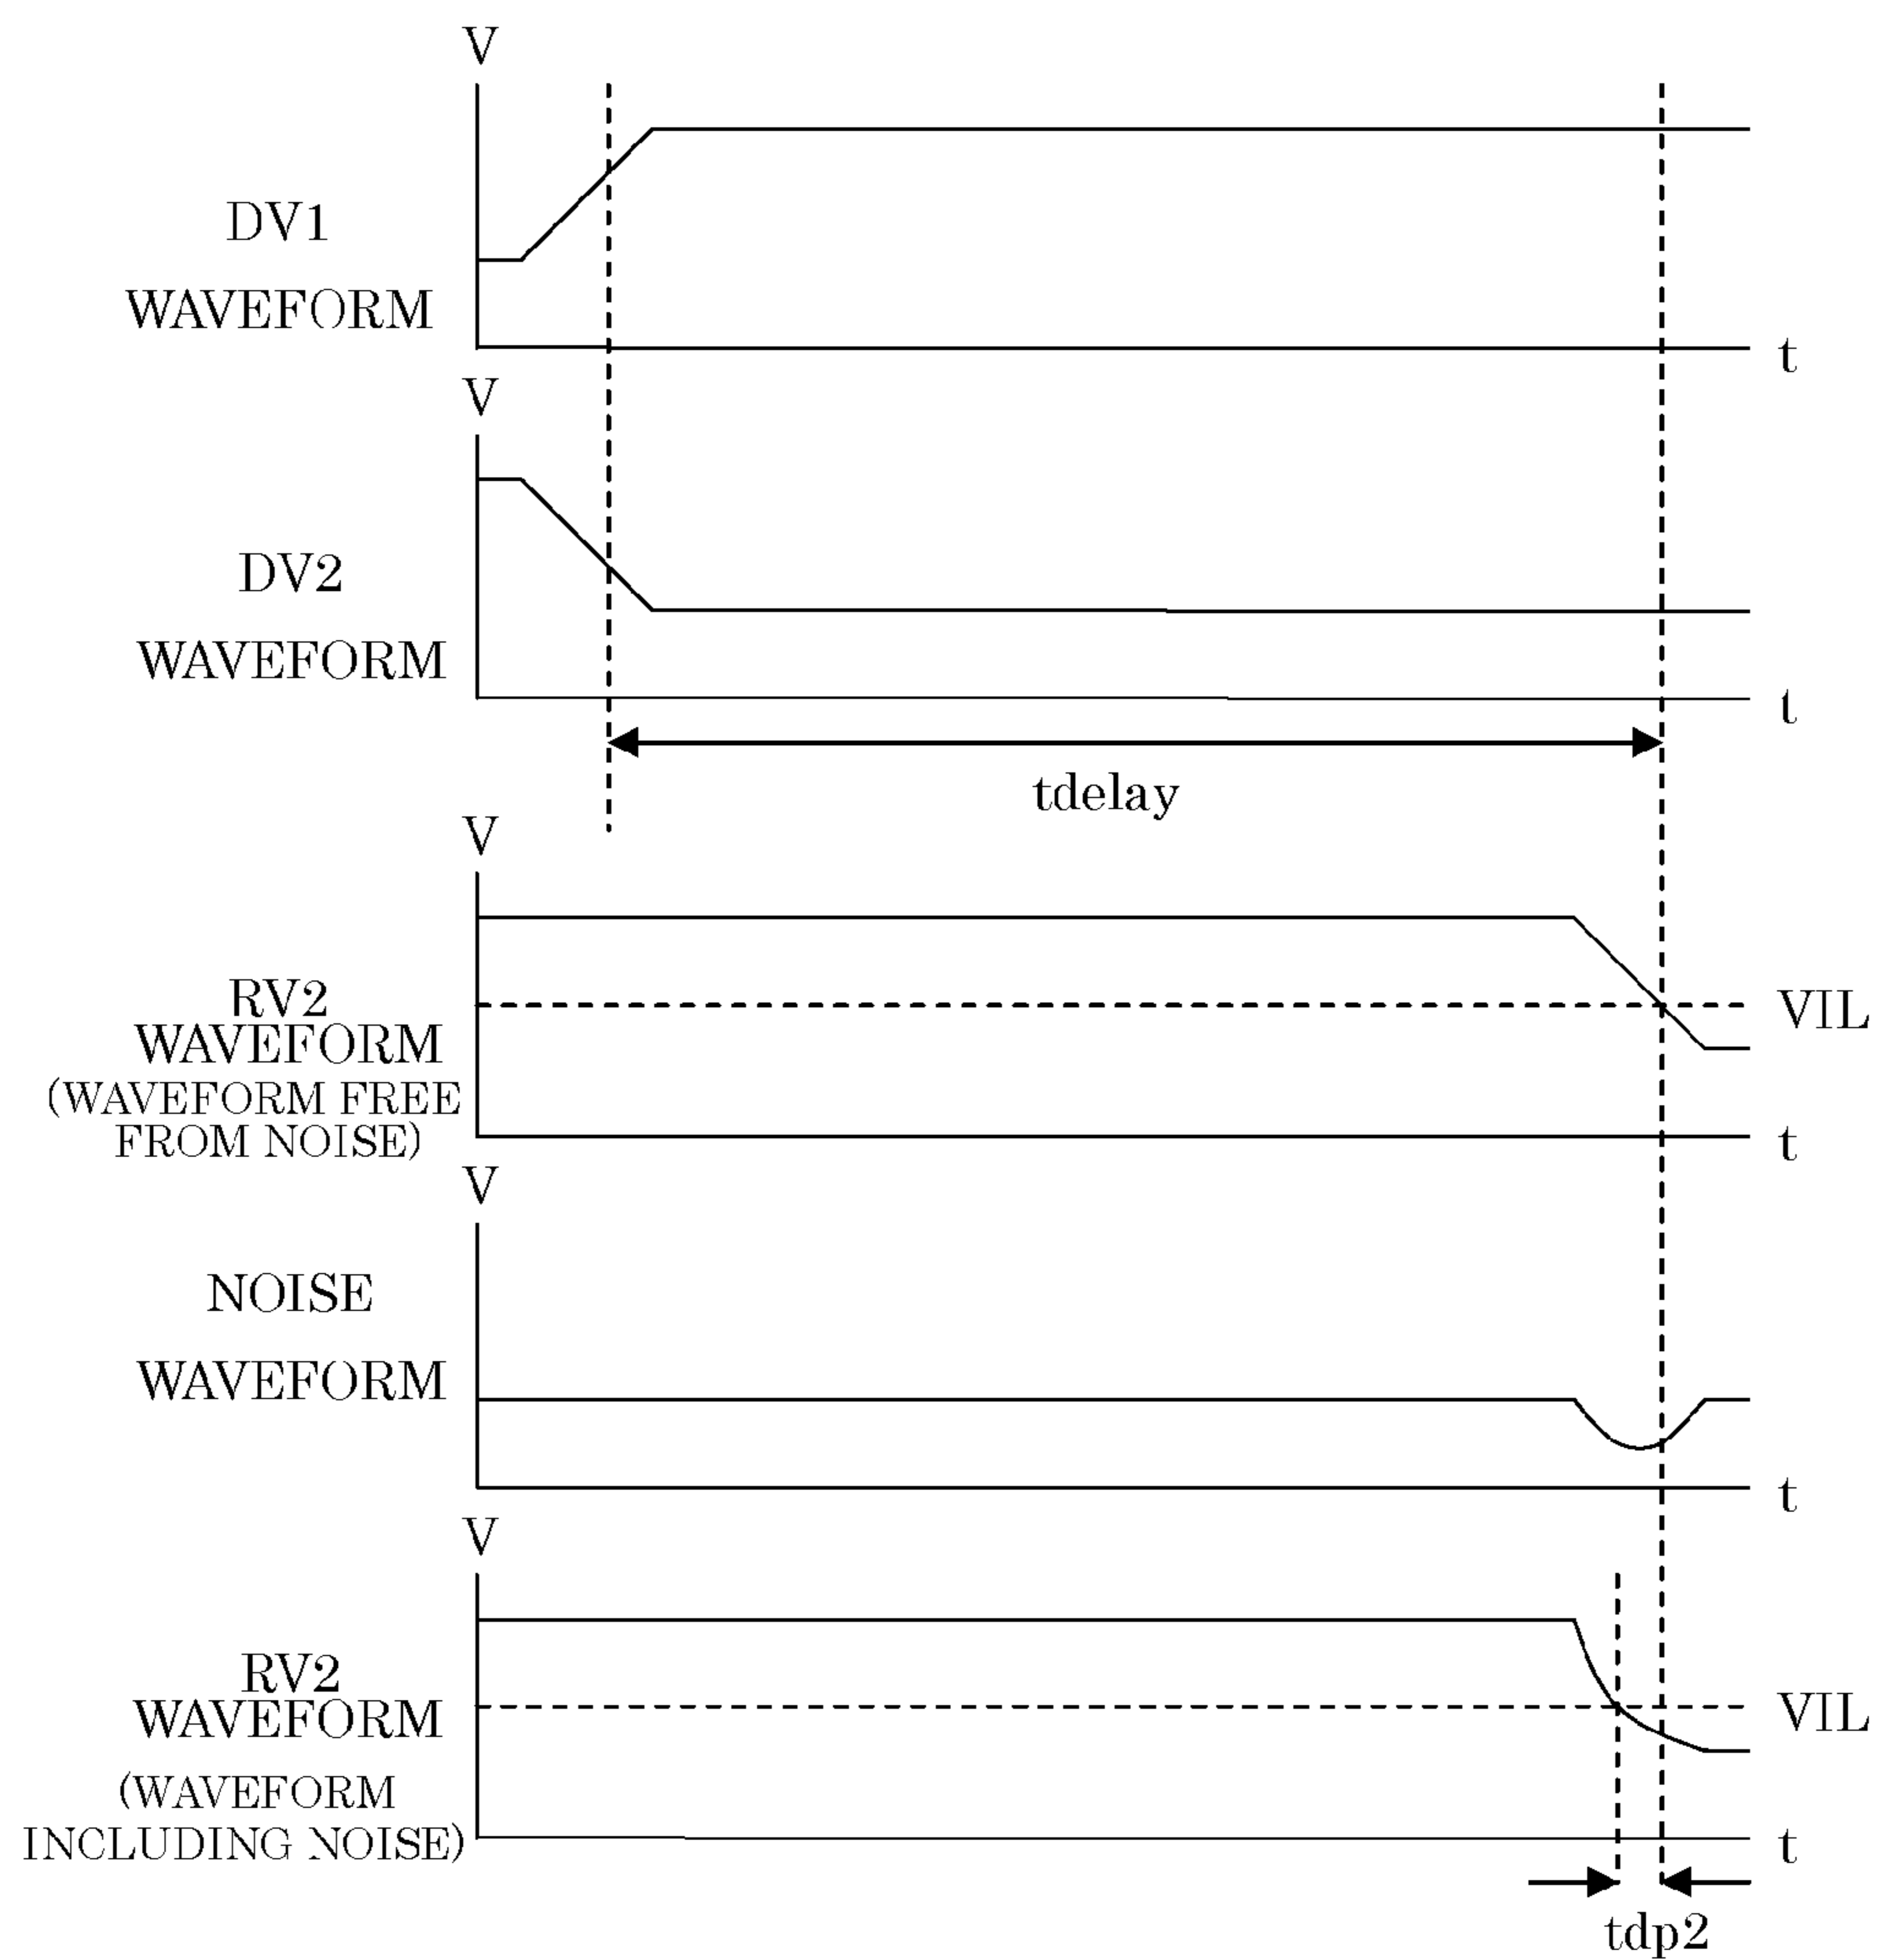 V
DV1
WAVEFORM
t
V
DV2
WAVEFORM
t
tdelay
V
RV2
WAVEFORM
(WAVEFORM FREE
FROM NOISE)
VIL
t
V
NOISE
WAVEFORM
t
V
RV2
WAVEFORM
(WAVEFORM
INCLUDING NOISE)
VIL
t
tdp2